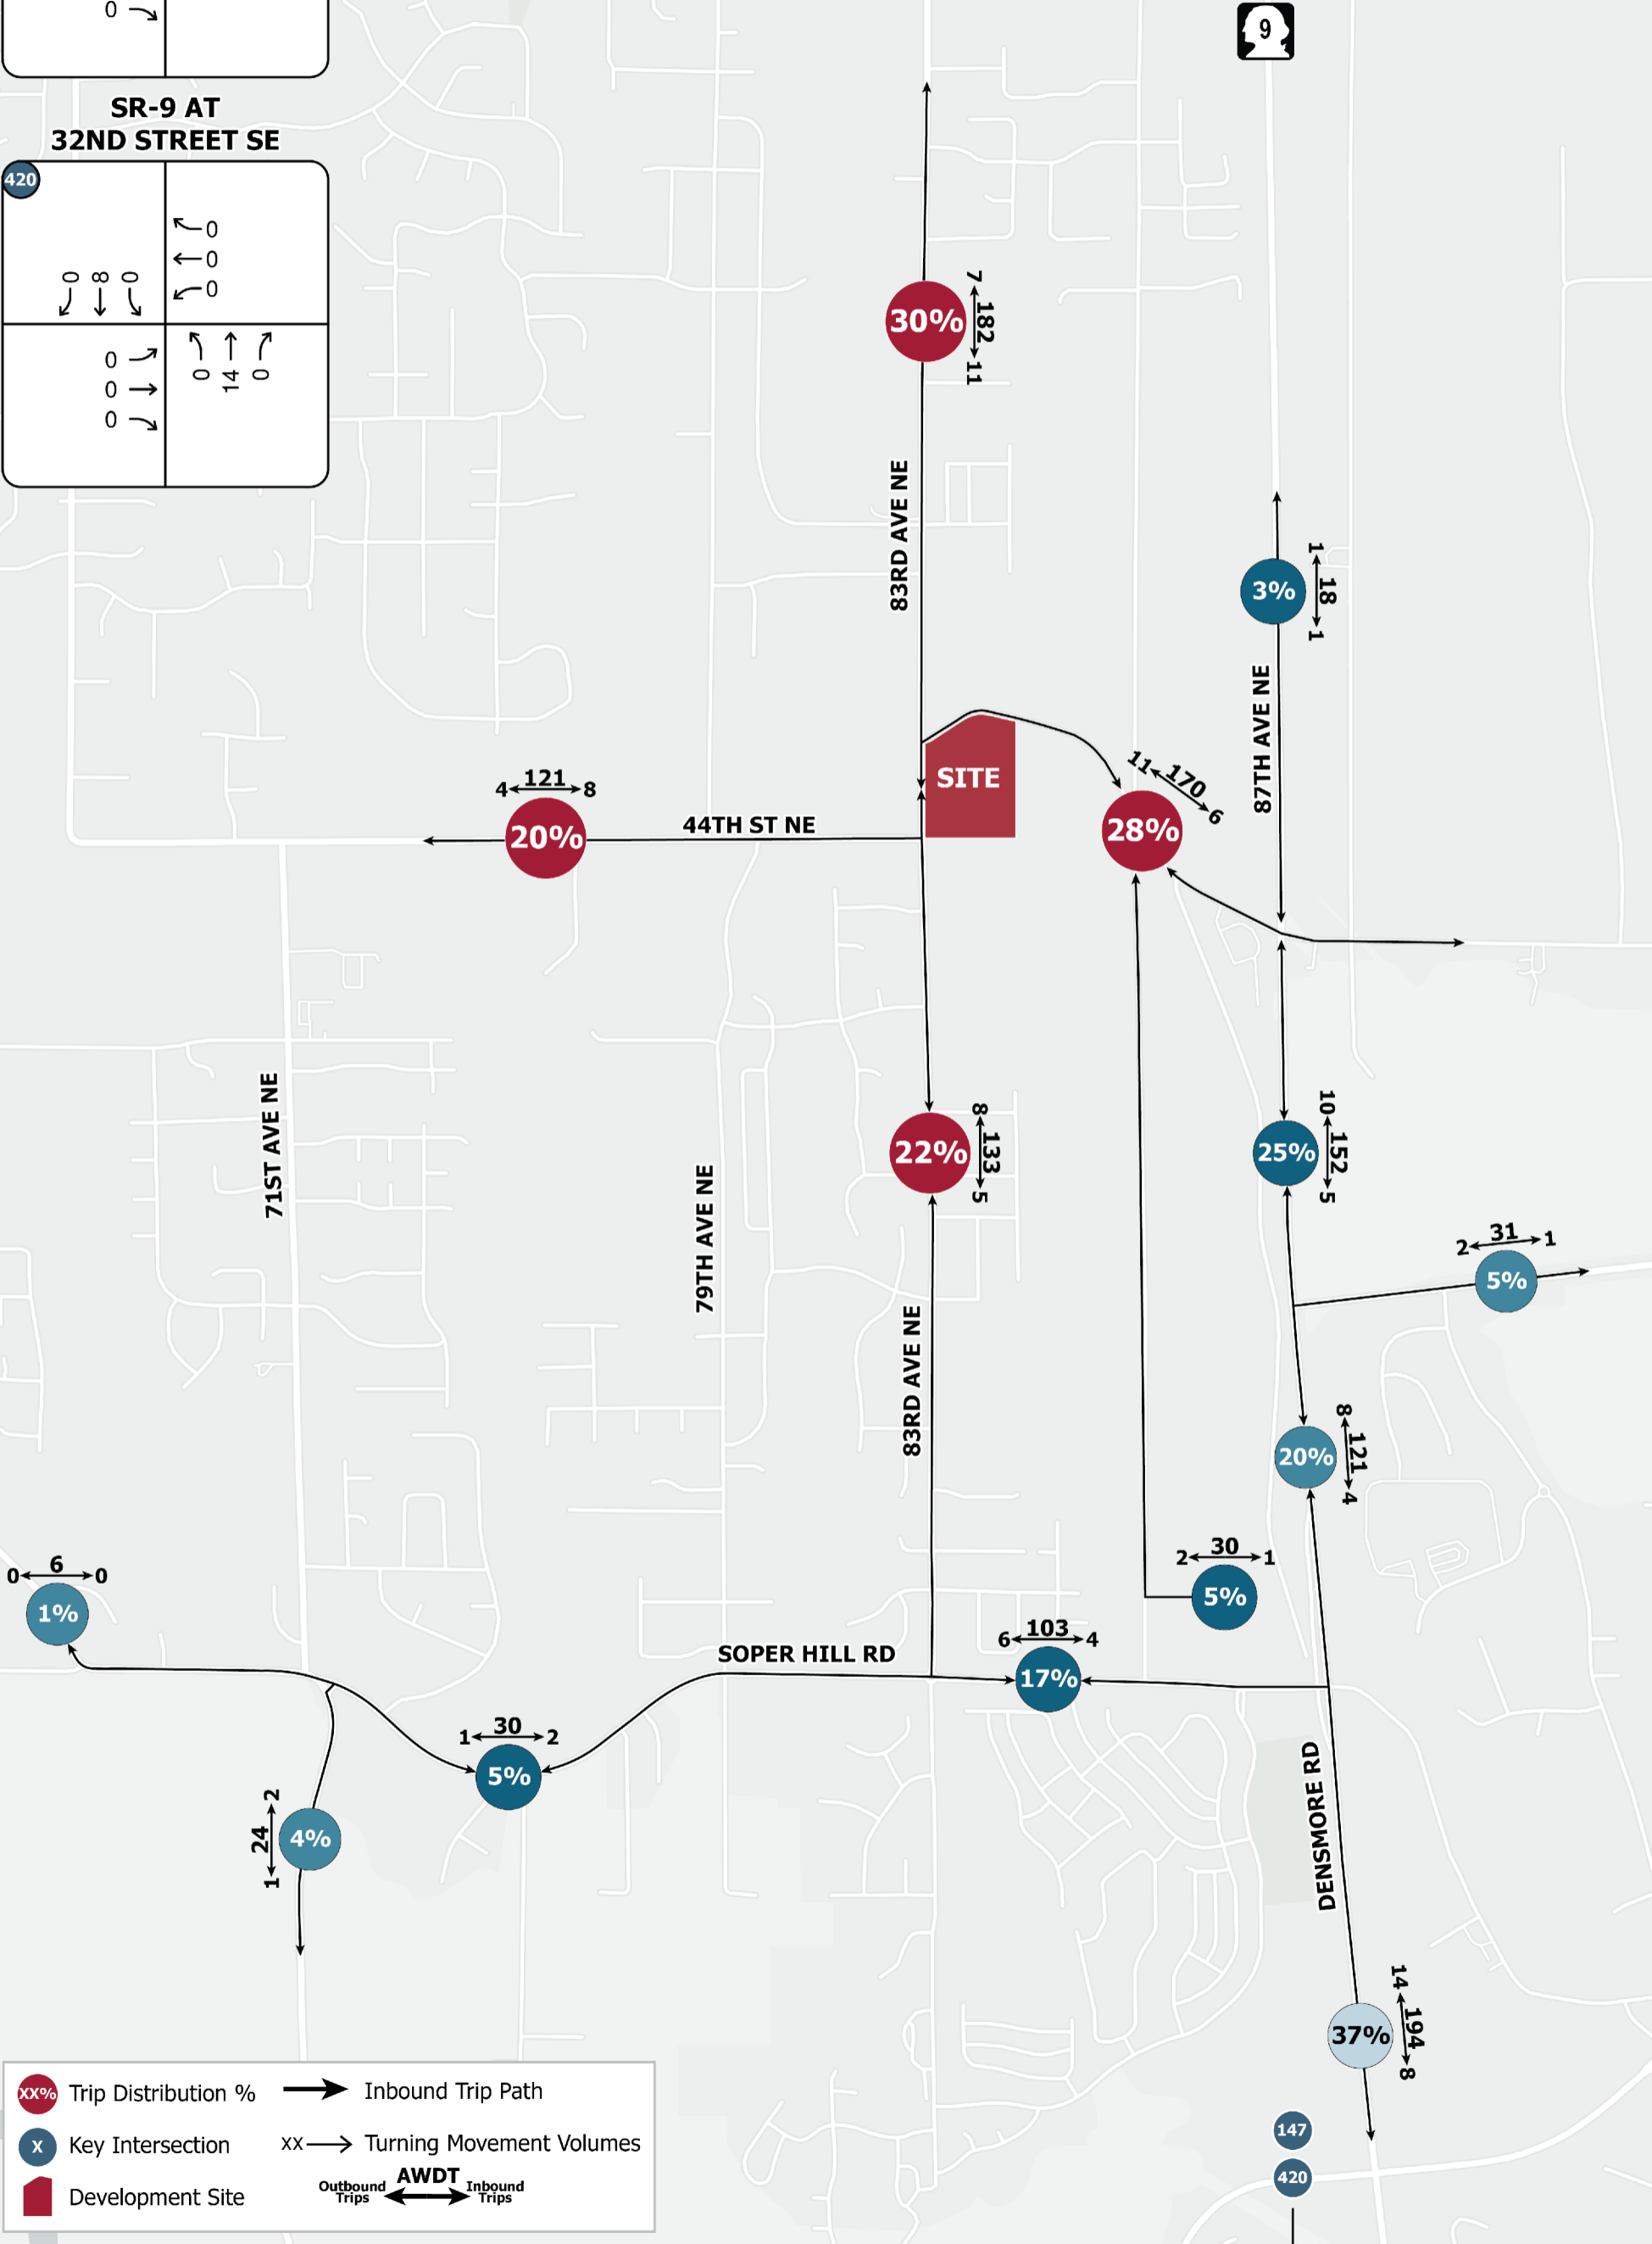 0
9
SR-9 AT
32ND STREET SE
420
0
0
0
0 8 0
0
0
0
0 14 0
30%
7 182 11
83RD AVE NE
3%
1 18 1
87TH AVE NE
SITE
11 170 6
28%
4 121 8
20%
44TH ST NE
71ST AVE NE
79TH AVE NE
22%
8 133 5
25%
10 152 5
2 31 1
5%
83RD AVE NE
20%
8 121 4
2 30 1
5%
0 6 0
1%
6 103 4
17%
SOPER HILL RD
1 30 2
5%
2 24 1
4%
DENSMORE RD
37%
14 194 8
147
420
XX% Trip Distribution %
Inbound Trip Path
X Key Intersection
XX Turning Movement Volumes
Development Site
AWDT
Outbound Trips
Inbound Trips